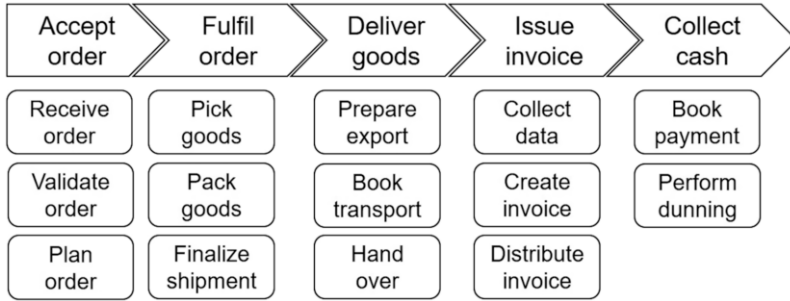 Accept
order
Fulfil
order
Deliver
goods
Issue
invoice
Collect
cash
Receive
order
Pick
goods
Prepare
export
Collect
data
Book
payment
Validate
order
Pack
goods
Book
transport
Create
invoice
Perform
dunning
Plan
order
Finalize
shipment
Hand
over
Distribute
invoice